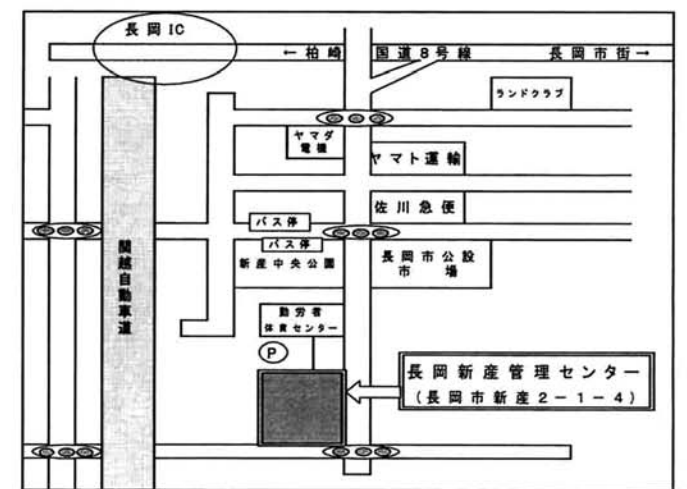 長岡IC
←柏崎 国道8号線 長岡市街→
ランドクラブ
ヤマダ
電機
ヤマト運輸
佐川急便
バス停
バス停
新産中央公園
長岡市公設
市場
関越自動車道
勤労者
体育センター
P
長岡新産管理センター
(長岡市新産2-1-4)